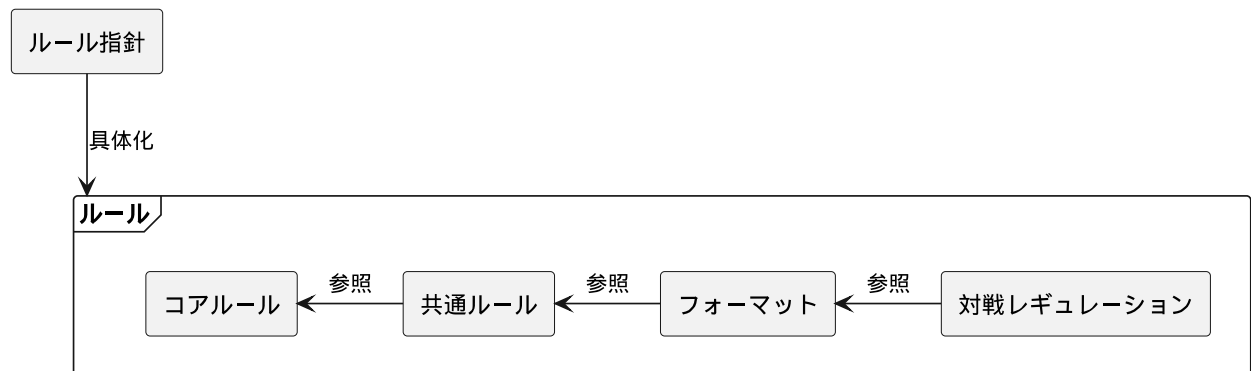 ルール指針
具体化
ルール
コアルール
参照
共通ルール
参照
フォーマット
参照
対戦レギュレーション